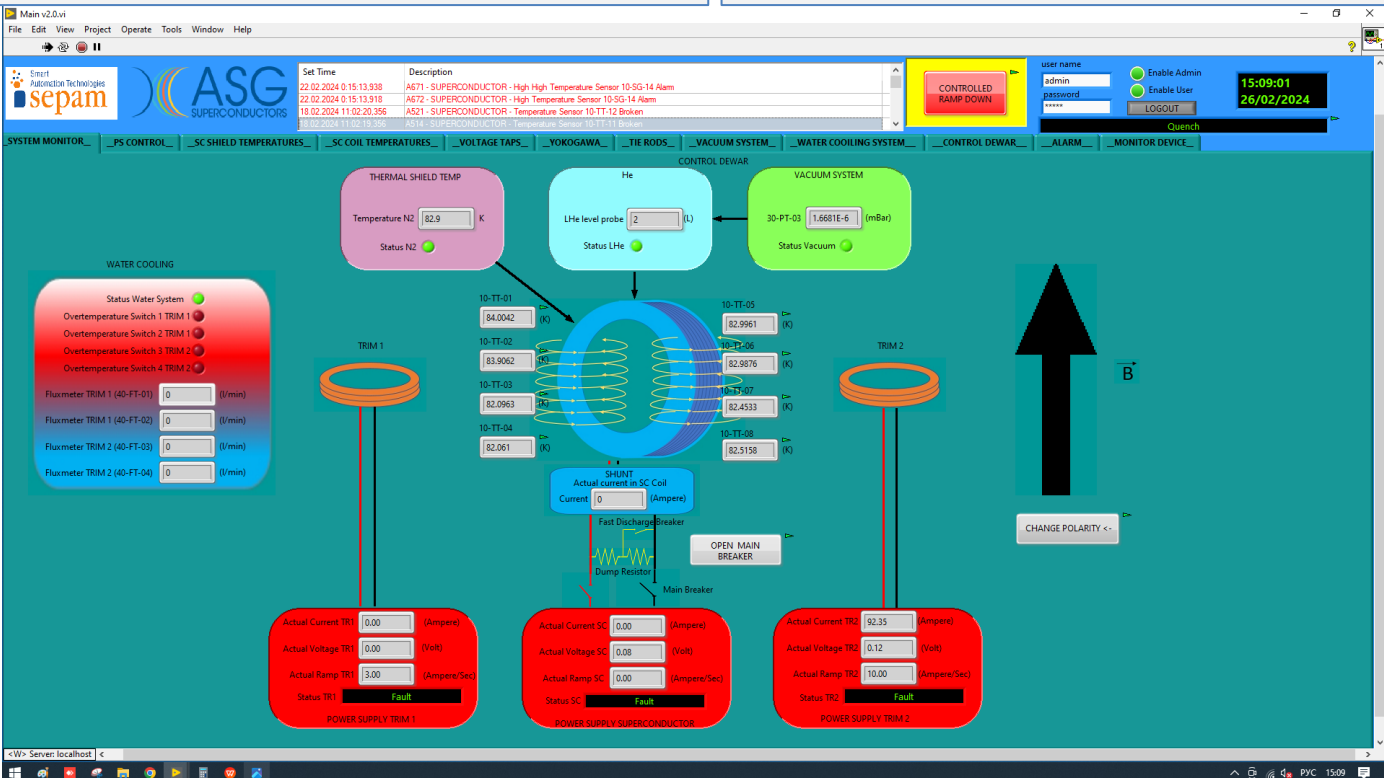 Main v2.0.vi
File Edit View Project Operate Tools Window Help
Smart
Automation Technologies
sepam
ASG
SUPERCONDUCTORS
Set Time Description
22.02.2024 0:15:13,938 A671 - SUPERCONDUCTOR - High High Temperature Sensor 10-SG-14 Alam
22.02.2024 0:15:13,918 A672 - SUPERCONDUCTOR - High Temperature Sensor 10-SG-14 Alam
18.02.2024 11:02:20,356 A521 - SUPERCONDUCTOR - Temperature Sensor 10-TT-12 Broken
18.02.2024 11:02:19,356 A514 - SUPERCONDUCTOR - Temperature Sensor 10-TT-11 Broken
CONTROLLED
RAMP DOWN
user name
admin
password
*****
Enable Admin
Enable User
LOGOUT
15:09:01
26/02/2024
Quench
_SYSTEM MONITOR_ _PS CONTROL_ _SC SHIELD TEMPERATURES_ _SC COIL TEMPERATURES_ _VOLTAGE TAPS_ _YOKOGAWA_ _TIE RODS_ _VACUUM SYSTEM_ _WATER COOILING SYSTEM_ _CONTROL DEWAR_ _ALARM_ _MONITOR DEVICE_
CONTROL DEWAR
THERMAL SHIELD TEMP
Temperature N2 82.9 K
Status N2
He
LHe level probe 2 (L)
Status LHe
VACUUM SYSTEM
30-PT-03 1.6681E-6 (mBar)
Status Vacuum
WATER COOLING
Status Water System
Overtemperature Switch 1 TRIM 1
Overtemperature Switch 2 TRIM 1
Overtemperature Switch 3 TRIM 2
Overtemperature Switch 4 TRIM 2
Fluxmeter TRIM 1 (40-FT-01) 0 (l/min)
Fluxmeter TRIM 1 (40-FT-02) 0 (l/min)
Fluxmeter TRIM 2 (40-FT-03) 0 (l/min)
Fluxmeter TRIM 2 (40-FT-04) 0 (l/min)
TRIM 1
10-TT-01
84.0042 (K)
10-TT-02
83.9062 (K)
10-TT-03
82.0963 (K)
10-TT-04
82.061 (K)
10-TT-05
82.9961 (K)
10-TT-06
82.9876 (K)
10-TT-07
82.4533 (K)
10-TT-08
82.5158 (K)
TRIM 2
B
CHANGE POLARITY <-
SHUNT
Actual current in SC Coil
Current 0 (Ampere)
Fast Discharge Breaker
Dump Resistor
OPEN MAIN
BREAKER
Main Breaker
Actual Current TR1 0.00 (Ampere)
Actual Voltage TR1 0.00 (Volt)
Actual Ramp TR1 3.00 (Ampere/Sec)
Status TR1 Fault
POWER SUPPLY TRIM 1
Actual Current SC 0.00 (Ampere)
Actual Voltage SC 0.08 (Volt)
Actual Ramp SC 0.00 (Ampere/Sec)
Status SC Fault
POWER SUPPLY SUPERCONDUCTOR
Actual Current TR2 92.35 (Ampere)
Actual Voltage TR2 0.12 (Volt)
Actual Ramp TR2 10.00 (Ampere/Sec)
Status TR2 Fault
POWER SUPPLY TRIM 2
<W> Server: localhost
РУС 15:09